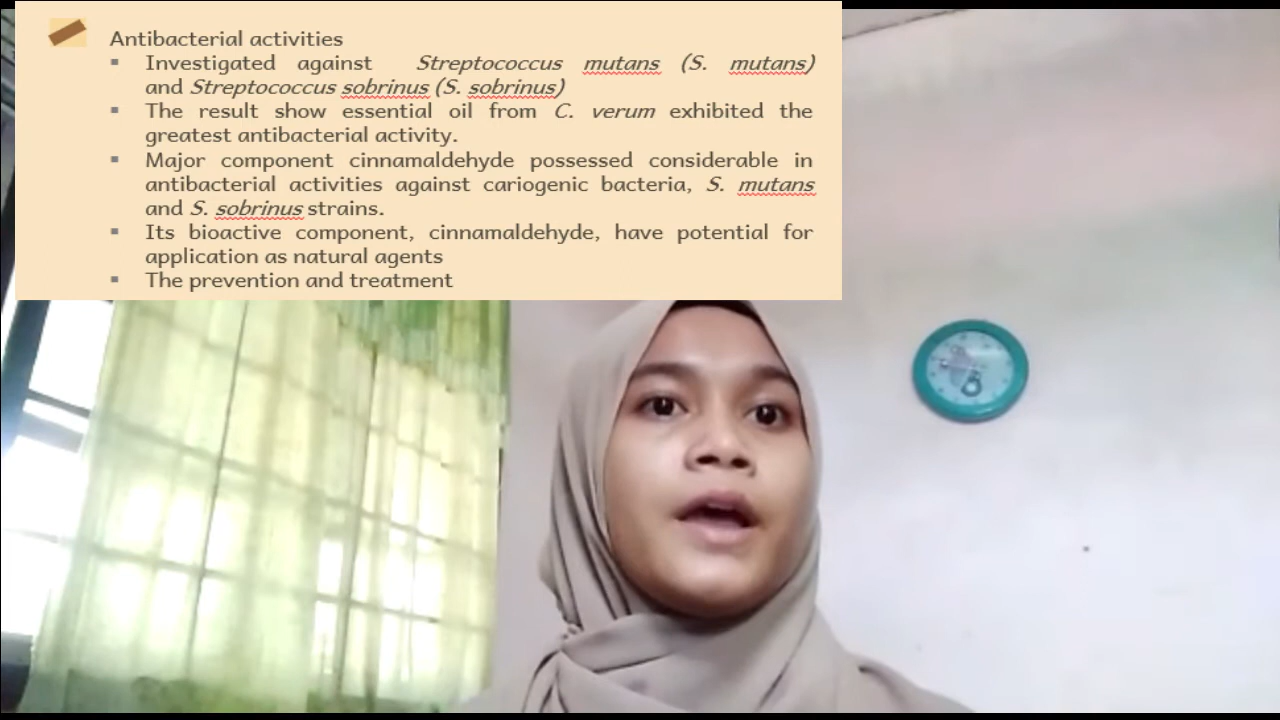 Antibacterial activities
Investigated against Streptococcus mutans (S. mutans)
and Streptococcus sobrinus (S. sobrinus)
The result show essential oil from C. verum exhibited the
greatest antibacterial activity.
Major component cinnamaldehyde possessed considerable in
antibacterial activities against cariogenic bacteria, S. mutans
and S. sobrinus strains.
Its bioactive component, cinnamaldehyde, have potential for
application as natural agents
The prevention and treatment